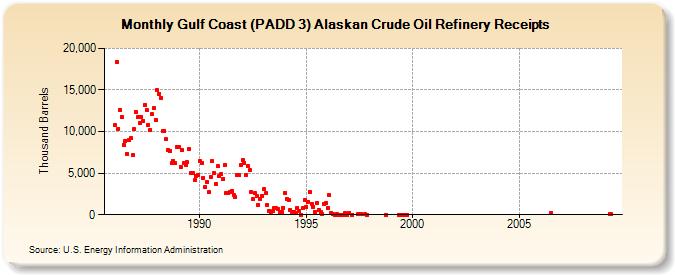 Monthly Gulf Coast (PADD 3) Alaskan Crude Oil Refinery Receipts
Thousand Barrels
20,000
15,000
10,000
5,000
0
1990 1995 2000 2005
Source: U.S. Energy Information Administration